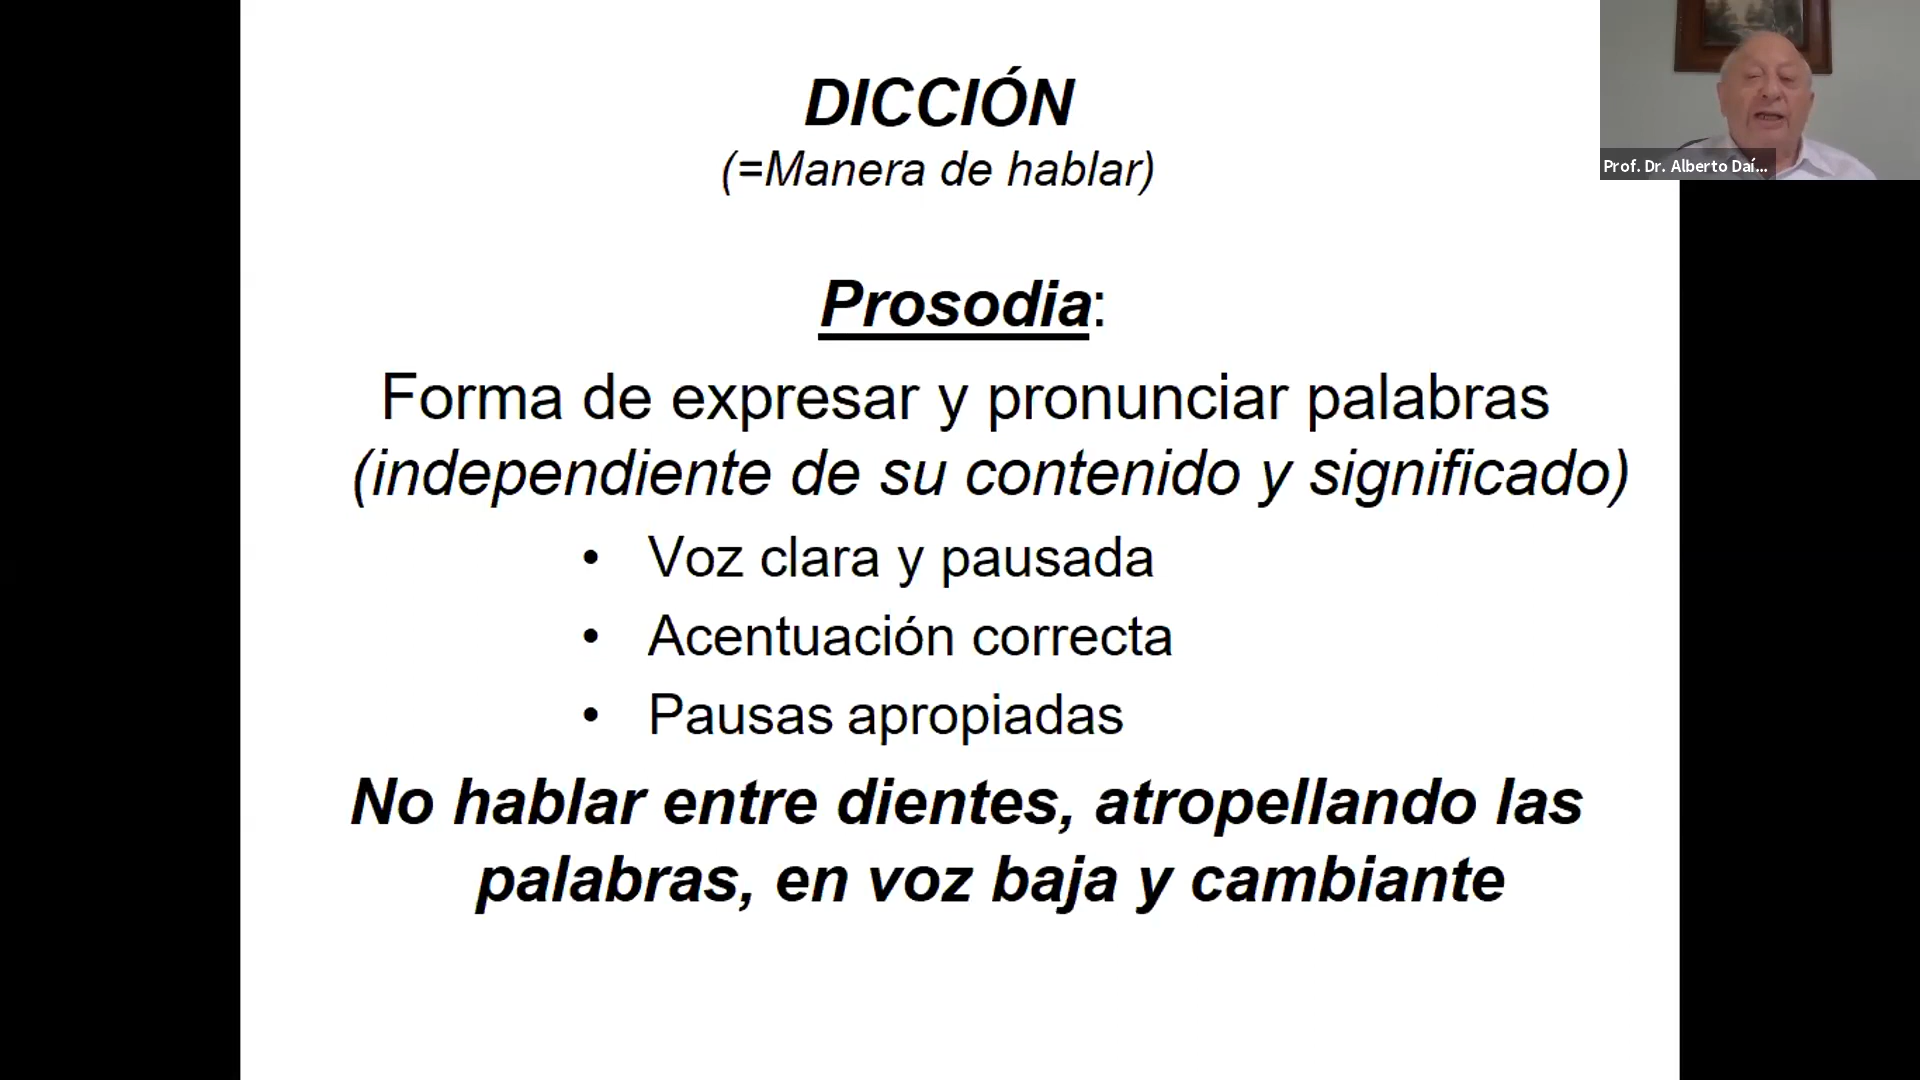 DICCIÓN
(=Manera de hablar)
Prosodia:
Forma de expresar y pronunciar palabras
(independiente de su contenido y significado)
• Voz clara y pausada
• Acentuación correcta
• Pausas apropiadas
No hablar entre dientes, atropellando las
palabras, en voz baja y cambiante
Prof. Dr. Alberto Daí...